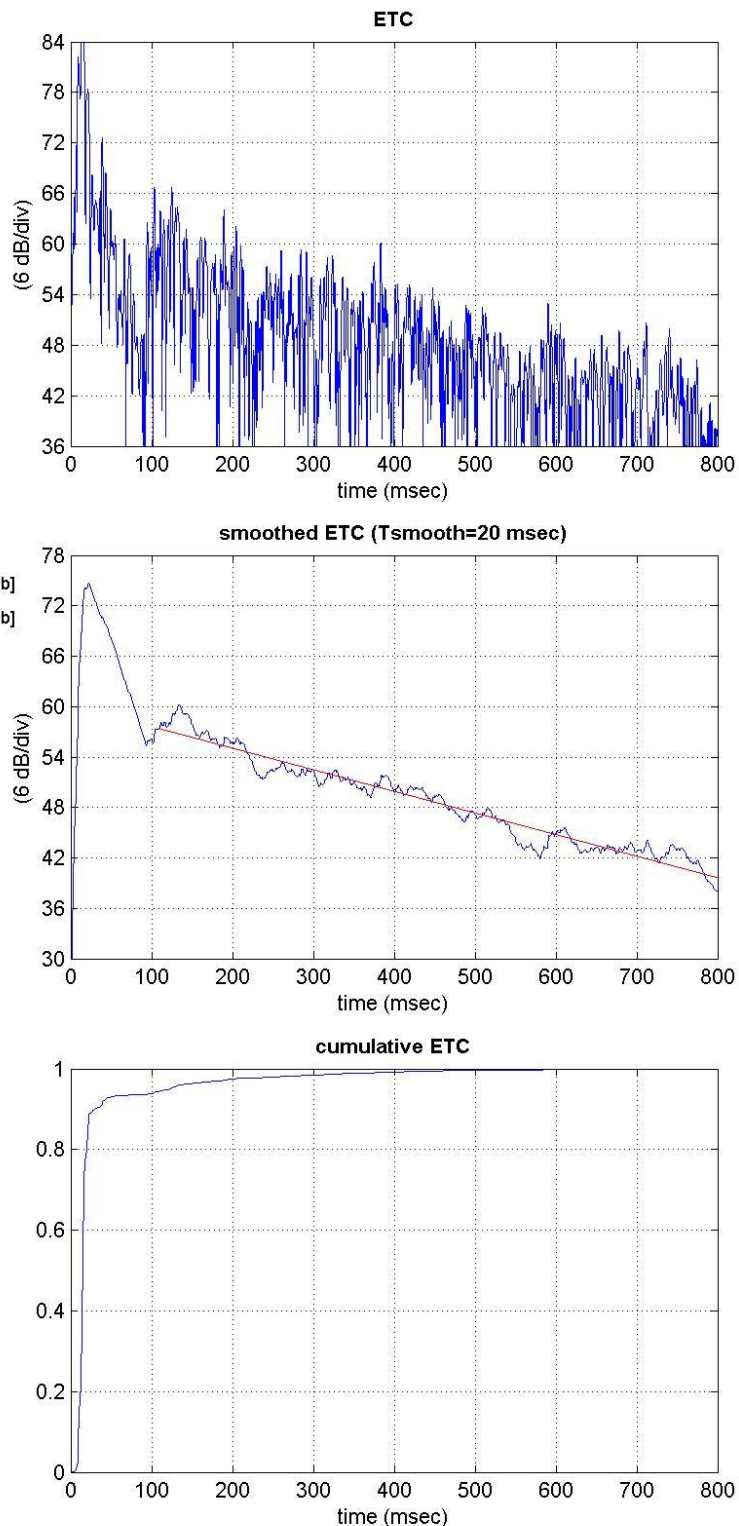 ETC
84
78
72
66
60
54
48
42
36
(6 dB/div)
0 100 200 300 400 500 600 700 800
time (msec)
smoothed ETC (Tsmooth=20 msec)
b]
b]
78
72
66
60
54
48
42
36
30
(6 dB/div)
0 100 200 300 400 500 600 700 800
time (msec)
cumulative ETC
1
0.8
0.6
0.4
0.2
0
0 100 200 300 400 500 600 700 800
time (msec)